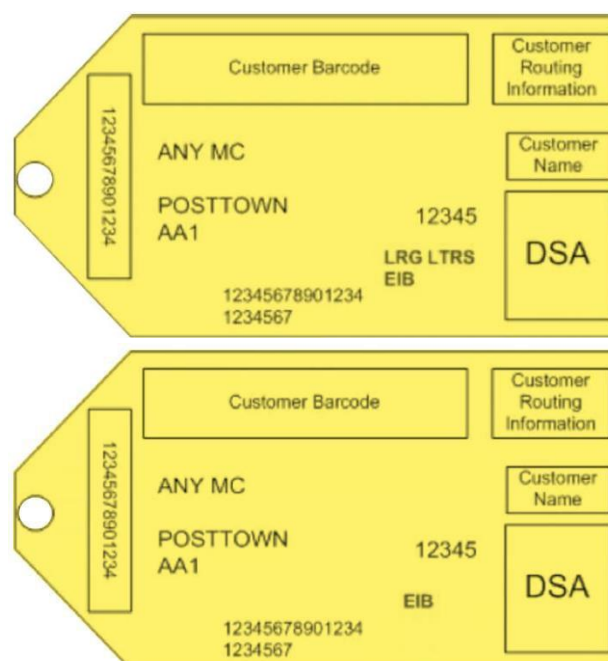 Customer Barcode
Customer
Routing
Information
12345678901234
ANY MC
Customer
Name
POSTTOWN
AA1
12345
DSA
LRG LTRS
EIB
12345678901234
1234567
Customer Barcode
Customer
Routing
Information
12345678901234
ANY MC
Customer
Name
POSTTOWN
AA1
12345
DSA
EIB
12345678901234
1234567